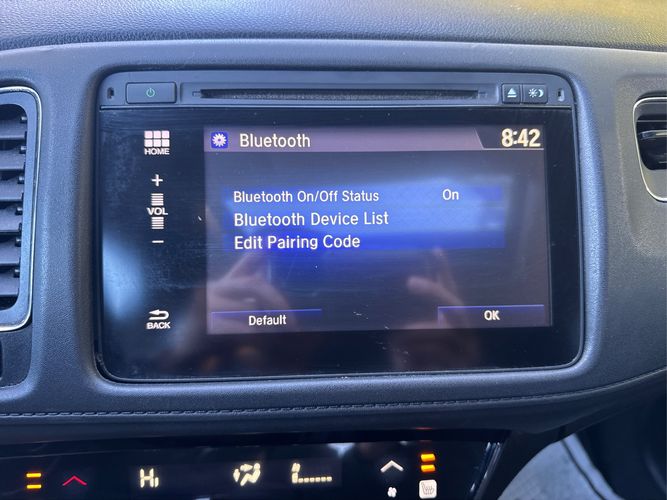 Bluetooth 8:42
HOME
+
VOL
–
BACK
Bluetooth On/Off Status On
Bluetooth Device List
Edit Pairing Code
Default OK
HI